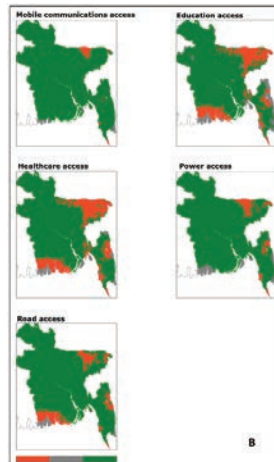 Mobile communications access
Education access
Healthcare access
Power access
Road access
B